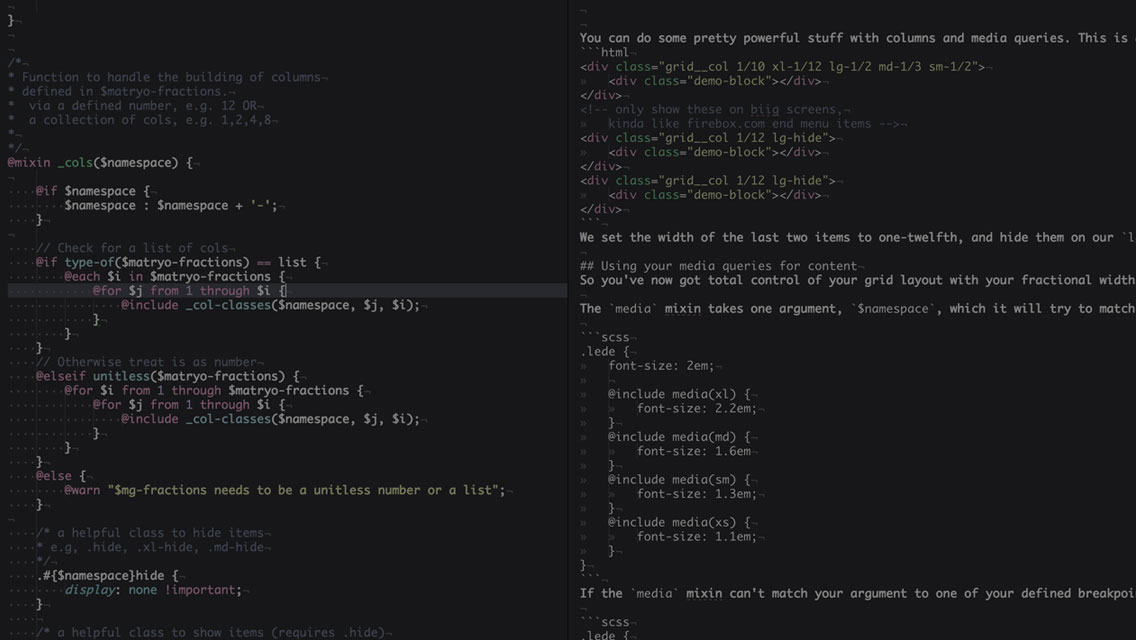 }
/*
* Function to handle the building of columns
* defined in $matryo-fractions.
*  via a defined number, e.g. 12 OR
*  a collection of cols, e.g. 1,2,4,8
*
*/
@mixin _cols($namespace) {
@if $namespace {
$namespace : $namespace + '-';
}
// Check for a list of cols
@if type-of($matryo-fractions) == list {
@each $i in $matryo-fractions {
@for $j from 1 through $i {
@include _col-classes($namespace, $j, $i);
}
}
}
// Otherwise treat is as number
@elseif unitless($matryo-fractions) {
@for $i from 1 through $matryo-fractions {
@for $j from 1 through $i {
@include _col-classes($namespace, $j, $i);
}
}
}
@else {
@warn "$mg-fractions needs to be a unitless number or a list";
}
/* a helpful class to hide items
* e.g, .hide, .xl-hide, .md-hide
*/
.#{$namespace}hide {
display: none !important;
}
/* a helpful class to show items (requires .hide)
You can do some pretty powerful stuff with columns and media queries. This is
```html
<div class="grid__col 1/10 xl-1/12 lg-1/2 md-1/3 sm-1/2">
<div class="demo-block"></div>
</div>
<!-- only show these on biig screens,
kinda like firebox.com end menu items -->
<div class="grid__col 1/12 lg-hide">
<div class="demo-block"></div>
</div>
<div class="grid__col 1/12 lg-hide">
<div class="demo-block"></div>
</div>
```
We set the width of the last two items to one-twelfth, and hide them on our `l
## Using your media queries for content
So you've now got total control of your grid layout with your fractional width
The `media` mixin takes one argument, `$namespace`, which it will try to match
```scss
.lede {
font-size: 2em;
@include media(xl) {
font-size: 2.2em;
}
@include media(md) {
font-size: 1.6em
}
@include media(sm) {
font-size: 1.3em;
}
@include media(xs) {
font-size: 1.1em;
}
}
```
If the `media` mixin can't match your argument to one of your defined breakpoi
```scss
.lede {